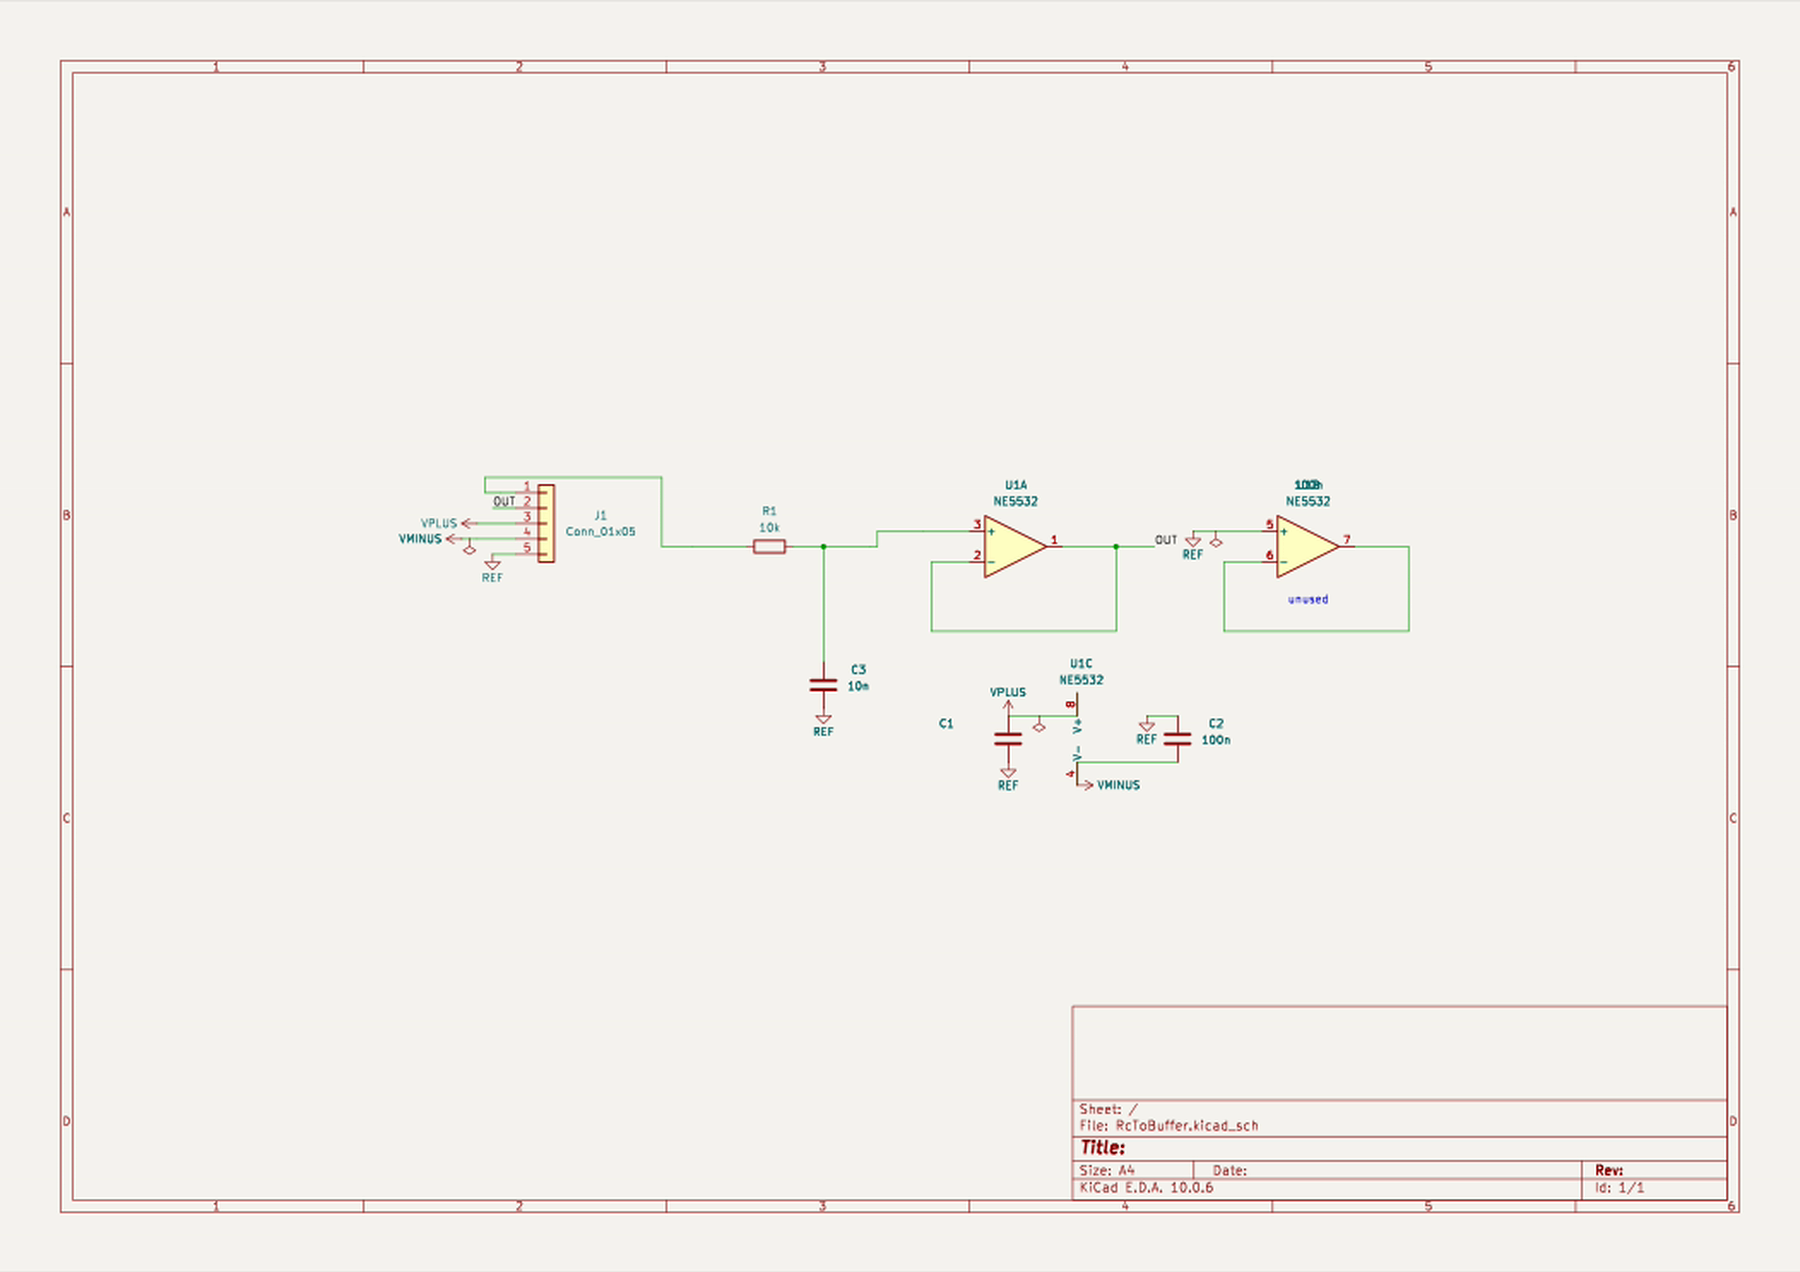 1 2 3 4 5 6
A A
U1A
NE5532
NE5532
J1
Conn_01x05
1
OUT 2
VPLUS 3
VMINUS 4
5
REF
R1
10k
3
+
2
-
1
OUT
REF
5
+
6
-
7
unused
B B
C3
10n
REF
U1C
NE5532
VPLUS
C1
REF
8
V+
V-
4
VMINUS
REF
C2
100n
C C
Sheet: /
File: RcToBuffer.kicad_sch
Title:
Size: A4 Date: Rev:
KiCad E.D.A. 10.0.6 Id: 1/1
D D
1 2 3 4 5 6